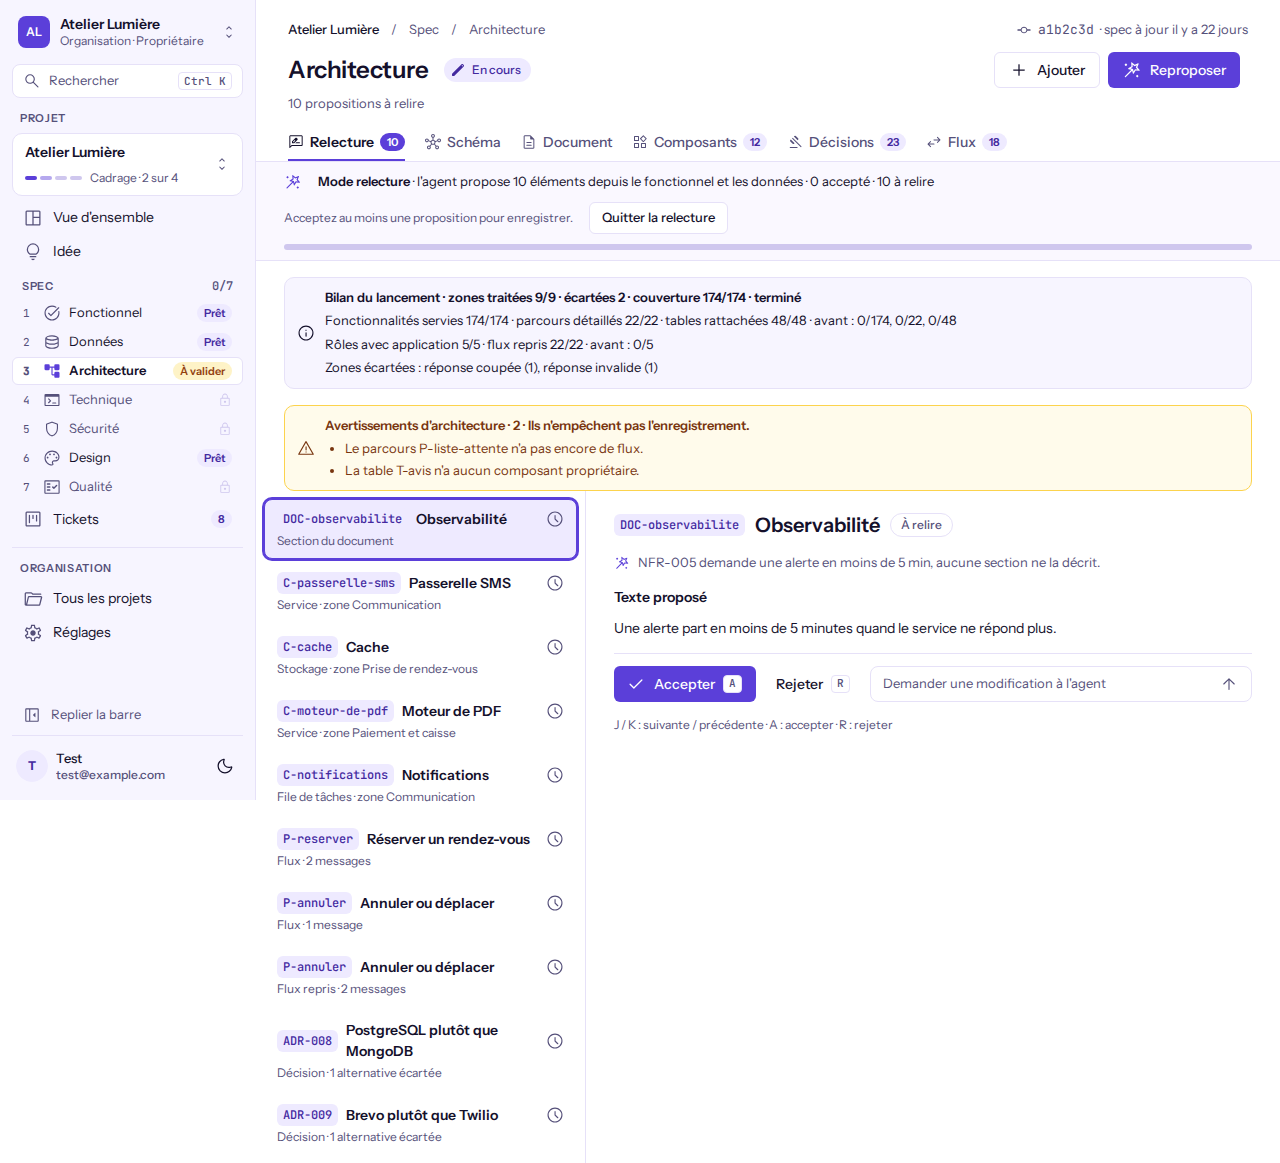 AL
Atelier Lumière
Organisation · Propriétaire
Rechercher
Ctrl K
PROJET
Atelier Lumière
Cadrage · 2 sur 4
Vue d'ensemble
Idée
SPEC 0/7
1 Fonctionnel Prêt
2 Données Prêt
3 Architecture À valider
4 Technique
5 Sécurité
6 Design Prêt
7 Qualité
Tickets 8
ORGANISATION
Tous les projets
Réglages
Replier la barre
T
Test
test@example.com
Atelier Lumière / Spec / Architecture
a1b2c3d · spec à jour il y a 22 jours
Architecture
En cours
Ajouter
Reproposer
10 propositions à relire
Relecture 10
Schéma
Document
Composants 12
Décisions 23
Flux 18
Mode relecture · l'agent propose 10 éléments depuis le fonctionnel et les données · 0 accepté · 10 à relire
Acceptez au moins une proposition pour enregistrer.
Quitter la relecture
Bilan du lancement · zones traitées 9/9 · écartées 2 · couverture 174/174 · terminé
Fonctionnalités servies 174/174 · parcours détaillés 22/22 · tables rattachées 48/48 · avant : 0/174, 0/22, 0/48
Rôles avec application 5/5 · flux repris 22/22 · avant : 0/5
Zones écartées : réponse coupée (1), réponse invalide (1)
Avertissements d'architecture · 2 · Ils n'empêchent pas l'enregistrement.
• Le parcours P-liste-attente n'a pas encore de flux.
• La table T-avis n'a aucun composant propriétaire.
DOC-observabilite Observabilité
Section du document
C-passerelle-sms Passerelle SMS
Service · zone Communication
C-cache Cache
Stockage · zone Prise de rendez-vous
C-moteur-de-pdf Moteur de PDF
Service · zone Paiement et caisse
C-notifications Notifications
File de tâches · zone Communication
P-reserver Réserver un rendez-vous
Flux · 2 messages
P-annuler Annuler ou déplacer
Flux · 1 message
P-annuler Annuler ou déplacer
Flux repris · 2 messages
ADR-008 PostgreSQL plutôt que
MongoDB
Décision · 1 alternative écartée
ADR-009 Brevo plutôt que Twilio
Décision · 1 alternative écartée
DOC-observabilite Observabilité À relire
NFR-005 demande une alerte en moins de 5 min, aucune section ne la décrit.
Texte proposé
Une alerte part en moins de 5 minutes quand le service ne répond plus.
Accepter A
Rejeter R
Demander une modification à l'agent
J / K : suivante / précédente · A : accepter · R : rejeter